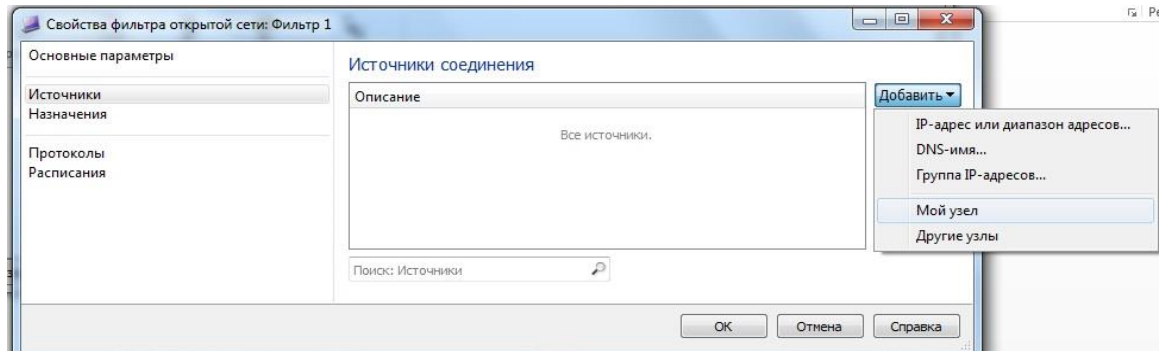 Свойства фильтра открытой сети: Фильтр 1
Основные параметры
Источники
Назначения
Протоколы
Расписания
Источники соединения
Описание
Все источники.
Добавить
IP-адрес или диапазон адресов...
DNS-имя...
Группа IP-адресов...
Мой узел
Другие узлы
Поиск: Источники
OK
Отмена
Справка